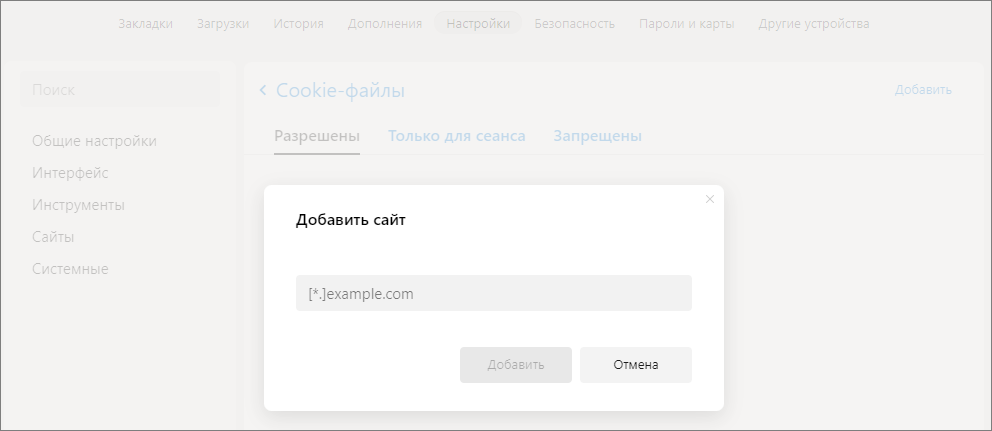 Закладки Загрузки История Дополнения Настройки Безопасность Пароли и карты Другие устройства
Поиск
Cookie-файлы
Добавить
Разрешены Только для сеанса Запрещены
Общие настройки
Интерфейс
Инструменты
Сайты
Системные
Добавить сайт
[*.]example.com
Добавить Отмена